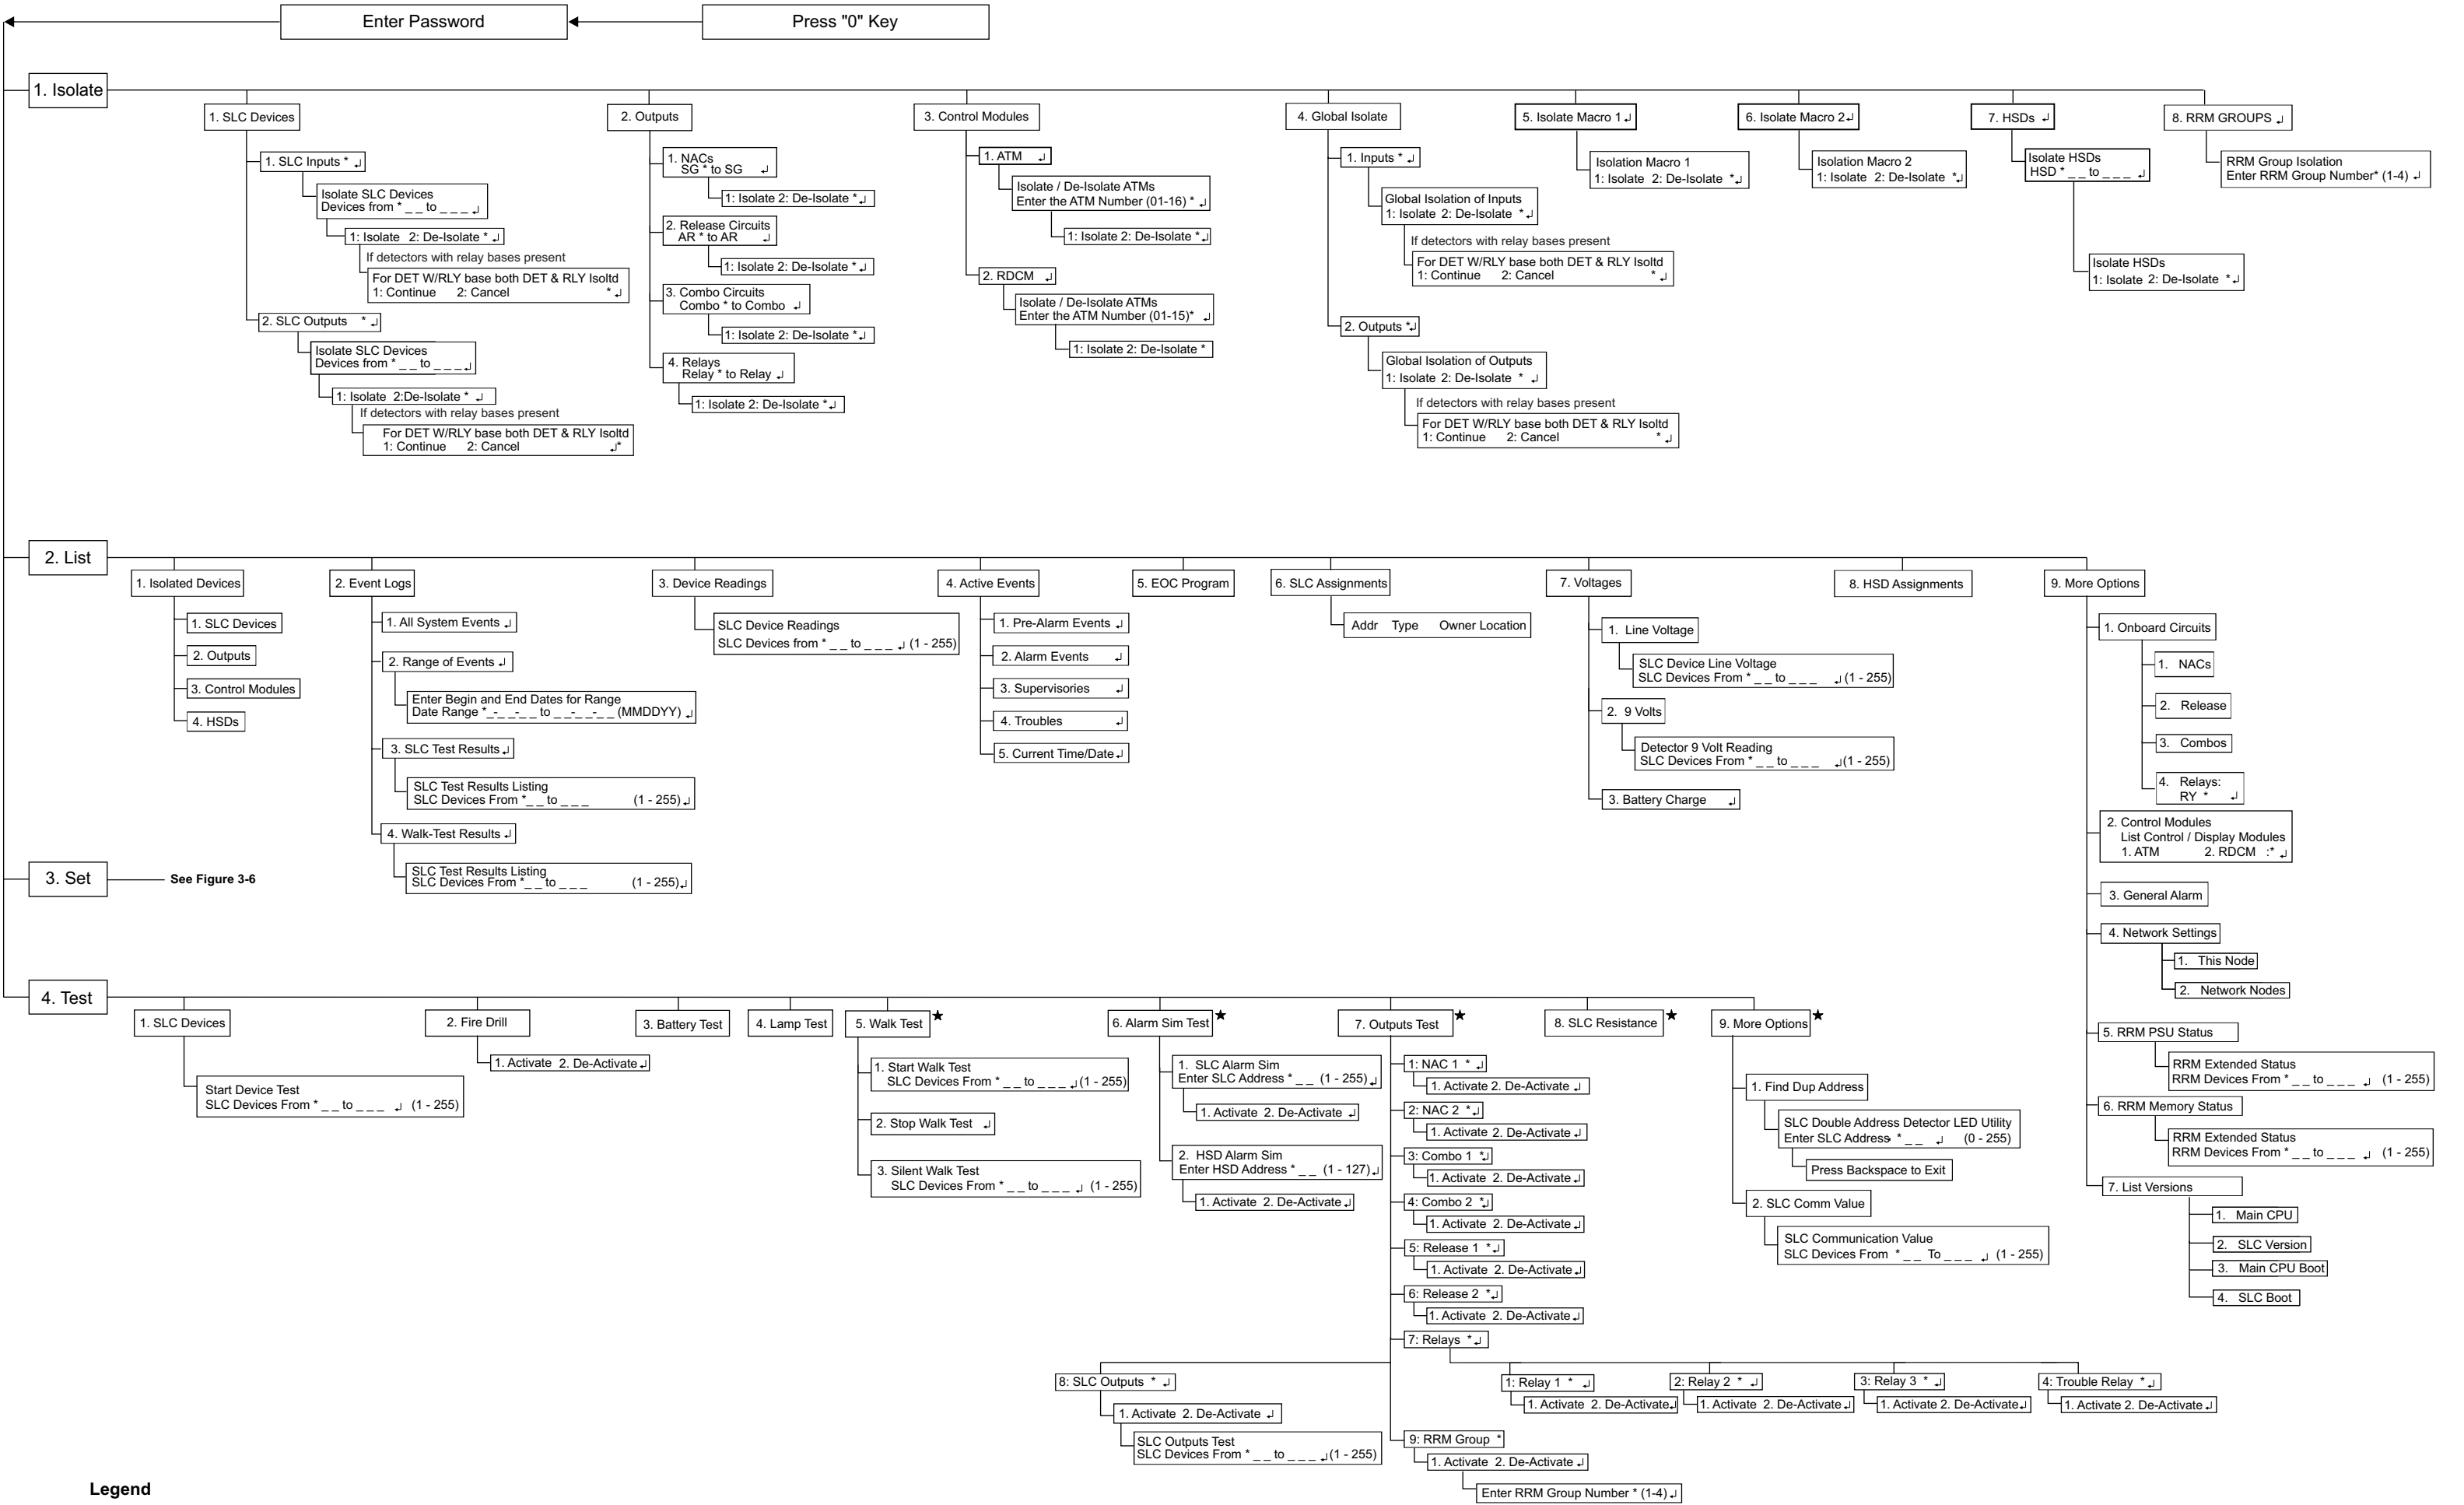 Enter Password
Press "0" Key
1. Isolate
1. SLC Devices
1. SLC Inputs * ↲
Isolate SLC Devices
Devices from * _ _ to _ _ _ ↲
1: Isolate 2: De-Isolate * ↲
If detectors with relay bases present
For DET W/RLY base both DET & RLY Isoltd
1: Continue 2: Cancel * ↲
2. SLC Outputs * ↲
Isolate SLC Devices
Devices from * _ _ to _ _ _ ↲
1: Isolate 2:De-Isolate * ↲
If detectors with relay bases present
For DET W/RLY base both DET & RLY Isoltd
1: Continue 2: Cancel ↲*
2. Outputs
1. NACs
SG * to SG ↲
1: Isolate 2: De-Isolate * ↲
2. Release Circuits
AR * to AR ↲
1: Isolate 2: De-Isolate * ↲
3. Combo Circuits
Combo * to Combo ↲
1: Isolate 2: De-Isolate * ↲
4. Relays
Relay * to Relay ↲
1: Isolate 2: De-Isolate * ↲
3. Control Modules
1. ATM ↲
Isolate / De-Isolate ATMs
Enter the ATM Number (01-16) * ↲
1: Isolate 2: De-Isolate * ↲
2. RDCM ↲
Isolate / De-Isolate ATMs
Enter the ATM Number (01-15)* ↲
1: Isolate 2: De-Isolate *
4. Global Isolate
1. Inputs * ↲
Global Isolation of Inputs
1: Isolate 2: De-Isolate * ↲
If detectors with relay bases present
For DET W/RLY base both DET & RLY Isoltd
1: Continue 2: Cancel * ↲
2. Outputs * ↲
Global Isolation of Outputs
1: Isolate 2: De-Isolate * ↲
If detectors with relay bases present
For DET W/RLY base both DET & RLY Isoltd
1: Continue 2: Cancel * ↲
5. Isolate Macro 1 ↲
Isolation Macro 1
1: Isolate 2: De-Isolate * ↲
6. Isolate Macro 2 ↲
Isolation Macro 2
1: Isolate 2: De-Isolate * ↲
7. HSDs ↲
Isolate HSDs
HSD * _ _ to _ _ _ ↲
Isolate HSDs
1: Isolate 2: De-Isolate * ↲
8. RRM GROUPS ↲
RRM Group Isolation
Enter RRM Group Number* (1-4) ↲
2. List
1. Isolated Devices
1. SLC Devices
2. Outputs
3. Control Modules
4. HSDs
2. Event Logs
1. All System Events ↲
2. Range of Events ↲
Enter Begin and End Dates for Range
Date Range *_-_ _-_ _ to _ _-_ _-_ _ (MMDDYY) ↲
3. SLC Test Results ↲
SLC Test Results Listing
SLC Devices From *_ _ to _ _ _ (1 - 255) ↲
4. Walk-Test Results ↲
SLC Test Results Listing
SLC Devices From *_ _ to _ _ _ (1 - 255) ↲
3. Device Readings
SLC Device Readings
SLC Devices from * _ _ to _ _ _ ↲ (1 - 255)
4. Active Events
1. Pre-Alarm Events ↲
2. Alarm Events ↲
3. Supervisories ↲
4. Troubles ↲
5. Current Time/Date ↲
5. EOC Program
6. SLC Assignments
Addr Type Owner Location
7. Voltages
1. Line Voltage
SLC Device Line Voltage
SLC Devices From * _ _ to _ _ _ ↲ (1 - 255)
2. 9 Volts
Detector 9 Volt Reading
SLC Devices From * _ _ to _ _ _ ↲ (1 - 255)
3. Battery Charge ↲
8. HSD Assignments
9. More Options
1. Onboard Circuits
1. NACs
2. Release
3. Combos
4. Relays:
RY * ↲
2. Control Modules
List Control / Display Modules
1. ATM 2. RDCM :* ↲
3. General Alarm
4. Network Settings
1. This Node
2. Network Nodes
5. RRM PSU Status
RRM Extended Status
RRM Devices From * _ _ to _ _ _ ↲ (1 - 255)
6. RRM Memory Status
RRM Extended Status
RRM Devices From * _ _ to _ _ _ ↲ (1 - 255)
7. List Versions
1. Main CPU
2. SLC Version
3. Main CPU Boot
4. SLC Boot
3. Set
See Figure 3-6
4. Test
1. SLC Devices
Start Device Test
SLC Devices From * _ _ to _ _ _ ↲ (1 - 255)
2. Fire Drill
1. Activate 2. De-Activate ↲
3. Battery Test
4. Lamp Test
5. Walk Test ★
1. Start Walk Test
SLC Devices From * _ _ to _ _ _ ↲ (1 - 255)
2. Stop Walk Test ↲
3. Silent Walk Test
SLC Devices From * _ _ to _ _ _ ↲ (1 - 255)
6. Alarm Sim Test ★
1. SLC Alarm Sim
Enter SLC Address * _ _ (1 - 255) ↲
1. Activate 2. De-Activate ↲
2. HSD Alarm Sim
Enter HSD Address * _ _ (1 - 127) ↲
1. Activate 2. De-Activate ↲
7. Outputs Test ★
1: NAC 1 * ↲
1. Activate 2. De-Activate ↲
2: NAC 2 * ↲
1. Activate 2. De-Activate ↲
3: Combo 1 * ↲
1. Activate 2. De-Activate ↲
4: Combo 2 * ↲
1. Activate 2. De-Activate ↲
5: Release 1 * ↲
1. Activate 2. De-Activate ↲
6: Release 2 * ↲
1. Activate 2. De-Activate ↲
7: Relays * ↲
1: Relay 1 * ↲
1. Activate 2. De-Activate ↲
2: Relay 2 * ↲
1. Activate 2. De-Activate ↲
3: Relay 3 * ↲
1. Activate 2. De-Activate ↲
4: Trouble Relay * ↲
1. Activate 2. De-Activate ↲
8: SLC Outputs * ↲
1. Activate 2. De-Activate ↲
SLC Outputs Test
SLC Devices From * _ _ to _ _ _ ↲ (1 - 255)
9: RRM Group *
1. Activate 2. De-Activate ↲
Enter RRM Group Number * (1-4) ↲
8. SLC Resistance ★
9. More Options ★
1. Find Dup Address
SLC Double Address Detector LED Utility
Enter SLC Address * _ _ ↲ (0 - 255)
Press Backspace to Exit
2. SLC Comm Value
SLC Communication Value
SLC Devices From * _ _ To _ _ _ ↲ (1 - 255)
Legend